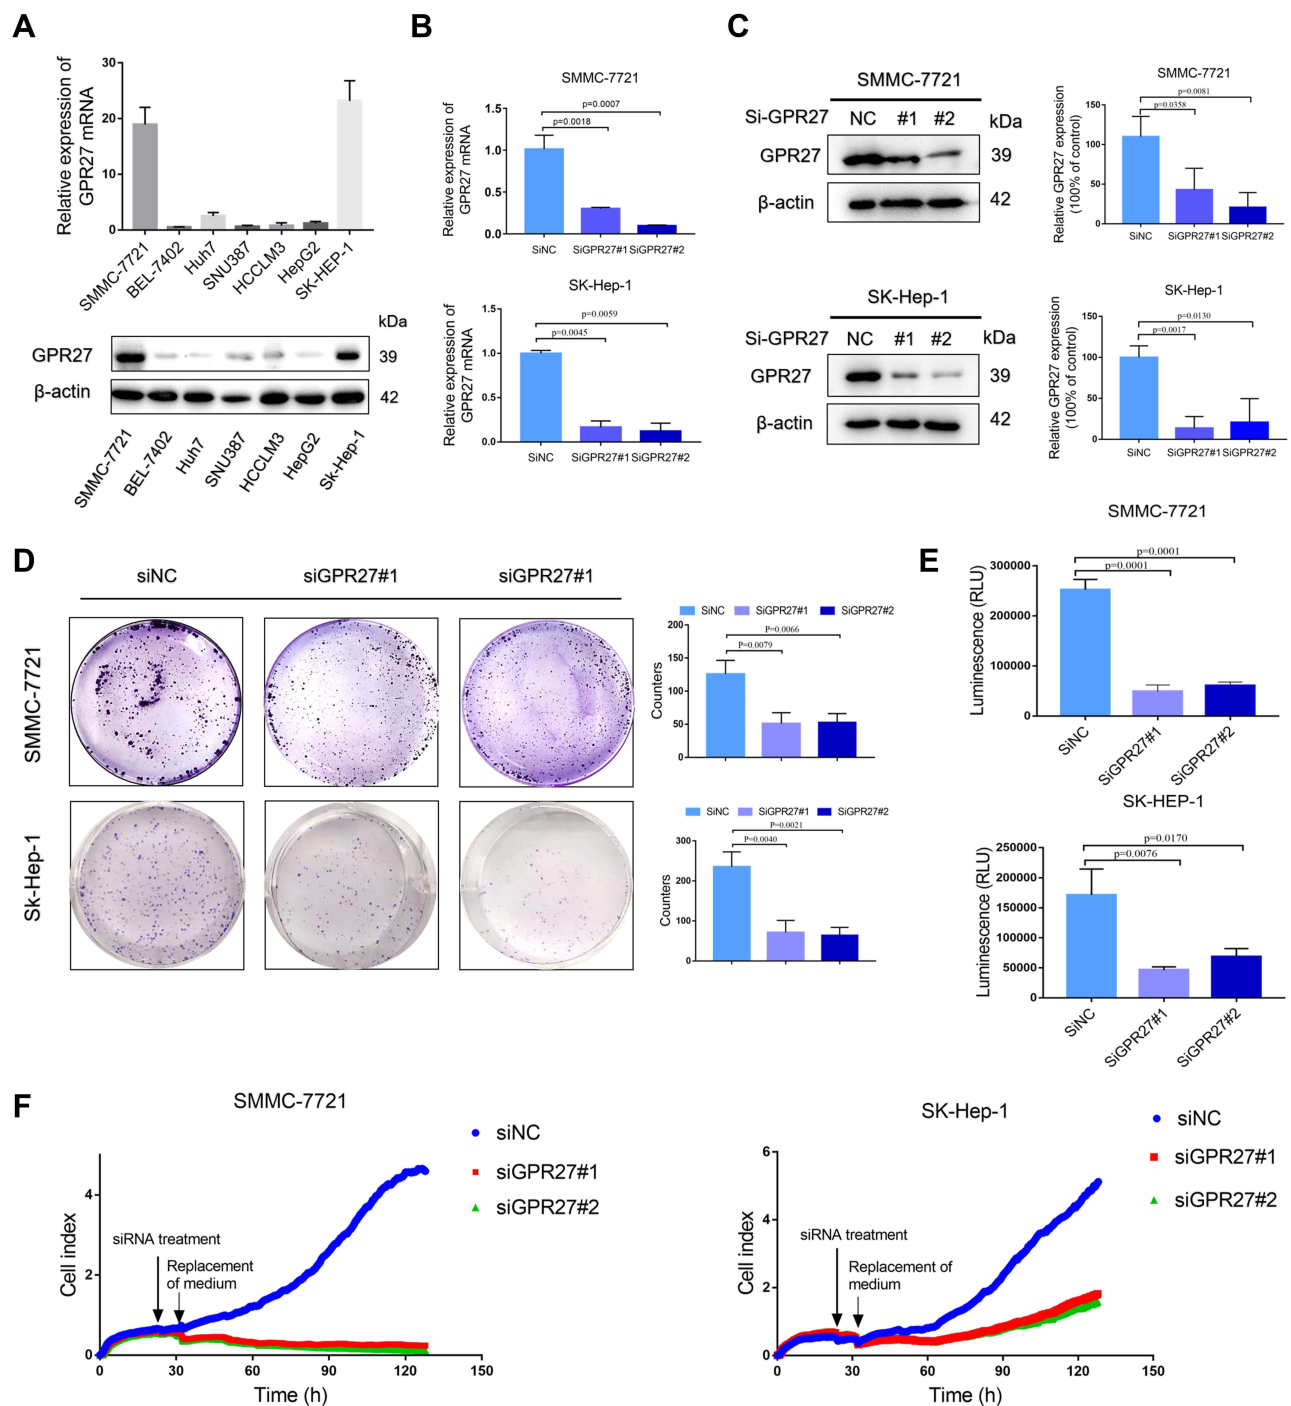 A
Relative expression of
GPR27 mRNA
30
20
10
0
SMMC-7721
BEL-7402
Huh7
SNU387
HCCLM3
HepG2
SK-HEP-1
kDa
GPR27
39
β-actin
42
SMMC-7721
BEL-7402
Huh7
SNU387
HCCLM3
HepG2
Sk-Hep-1
B
SMMC-7721
Relative expression of
GPR27 mRNA
1.5
1.0
0.5
0.0
p=0.0007
p=0.0018
SiNC
SiGPR27#1
SiGPR27#2
SK-Hep-1
Relative expression of
GPR27 mRNA
1.5
1.0
0.5
0.0
p=0.0059
p=0.0045
SiNC
SiGPR27#1
SiGPR27#2
C
SMMC-7721
Si-GPR27 NC #1 #2
kDa
GPR27
39
β-actin
42
SMMC-7721
Relative GPR27 expression
(100% of control)
150
100
50
0
p=0.0081
p=0.0358
SiNC
SiGPR27#1
SiGPR27#2
SK-Hep-1
Si-GPR27 NC #1 #2
kDa
GPR27
39
β-actin
42
SK-Hep-1
Relative GPR27 expression
(100% of control)
150
100
50
0
p=0.0130
p=0.0017
SiNC
SiGPR27#1
SiGPR27#2
D
siNC
siGPR27#1
siGPR27#1
SMMC-7721
Sk-Hep-1
SiNC SiGPR27#1 SiGPR27#2
Counters
200
150
100
50
0
P=0.0066
P=0.0079
SiNC SiGPR27#1 SiGPR27#2
Counters
300
200
100
0
P=0.0021
P=0.0040
E
SMMC-7721
Luminescence (RLU)
300000
200000
100000
0
p=0.0001
p=0.0001
SiNC
SiGPR27#1
SiGPR27#2
SK-HEP-1
Luminescence (RLU)
250000
200000
150000
100000
50000
0
p=0.0170
p=0.0076
SiNC
SiGPR27#1
SiGPR27#2
F
SMMC-7721
siNC
siGPR27#1
siGPR27#2
Cell index
4
2
0
siRNA treatment
Replacement
of medium
0 30 60 90 120 150
Time (h)
SK-Hep-1
siNC
siGPR27#1
siGPR27#2
Cell index
6
4
2
0
siRNA treatment
Replacement of
medium
0 30 60 90 120 150
Time (h)